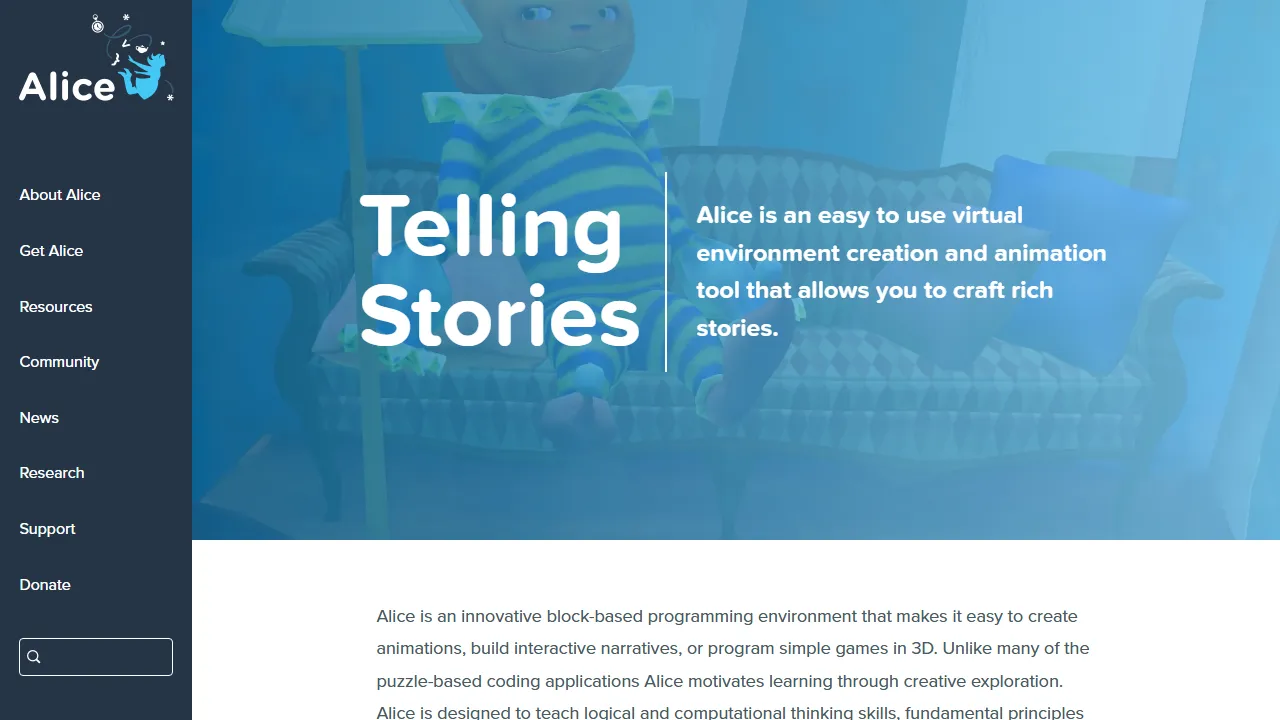 Alice
About Alice
Get Alice
Resources
Community
News
Research
Support
Donate
Telling
Stories
Alice is an easy to use virtual
environment creation and animation
tool that allows you to craft rich
stories.
Alice is an innovative block-based programming environment that makes it easy to create
animations, build interactive narratives, or program simple games in 3D. Unlike many of the
puzzle-based coding applications Alice motivates learning through creative exploration.
Alice is designed to teach logical and computational thinking skills, fundamental principles